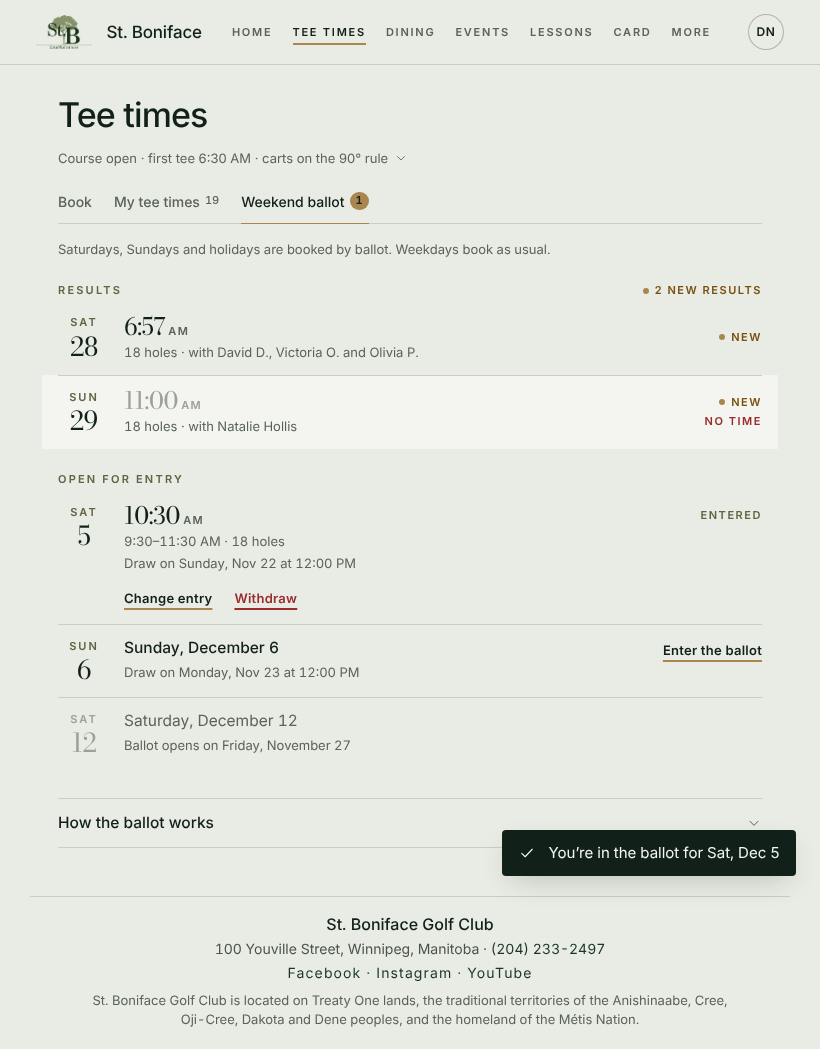 St. B
St. Boniface
HOME TEE TIMES DINING EVENTS LESSONS CARD MORE
DN
Tee times
Course open · first tee 6:30 AM · carts on the 90° rule
Book My tee times 19 Weekend ballot 1
Saturdays, Sundays and holidays are booked by ballot. Weekdays book as usual.
RESULTS
2 NEW RESULTS
SAT
28
6:57 AM
18 holes · with David D., Victoria O. and Olivia P.
NEW
SUN
29
11:00 AM
18 holes · with Natalie Hollis
NEW
NO TIME
OPEN FOR ENTRY
SAT
5
10:30 AM
9:30–11:30 AM · 18 holes
Draw on Sunday, Nov 22 at 12:00 PM
Change entry Withdraw
ENTERED
SUN
6
Sunday, December 6
Draw on Monday, Nov 23 at 12:00 PM
Enter the ballot
SAT
12
Saturday, December 12
Ballot opens on Friday, November 27
How the ballot works
You’re in the ballot for Sat, Dec 5
St. Boniface Golf Club
100 Youville Street, Winnipeg, Manitoba · (204) 233-2497
Facebook · Instagram · YouTube
St. Boniface Golf Club is located on Treaty One lands, the traditional territories of the Anishinaabe, Cree,
Oji-Cree, Dakota and Dene peoples, and the homeland of the Métis Nation.